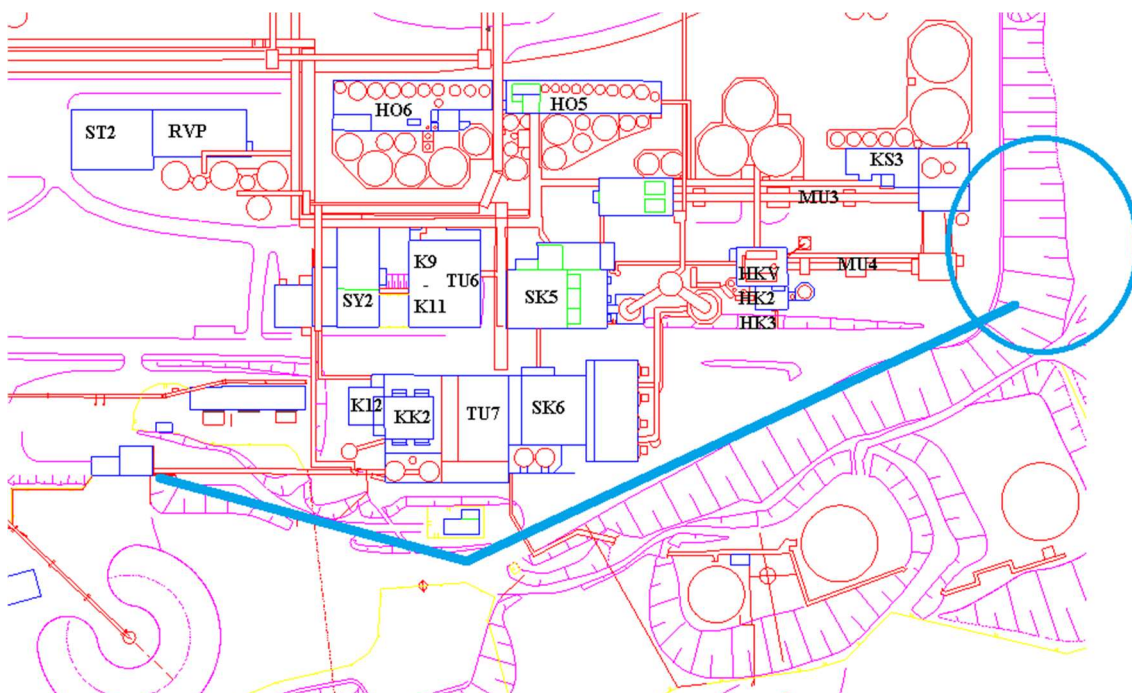 HO6
HO5
ST2
RVP
KS3
MU3
K9
-
K11
TU6
SY2
SK5
HKV
HK2
HK3
MU4
K12
KK2
TU7
SK6